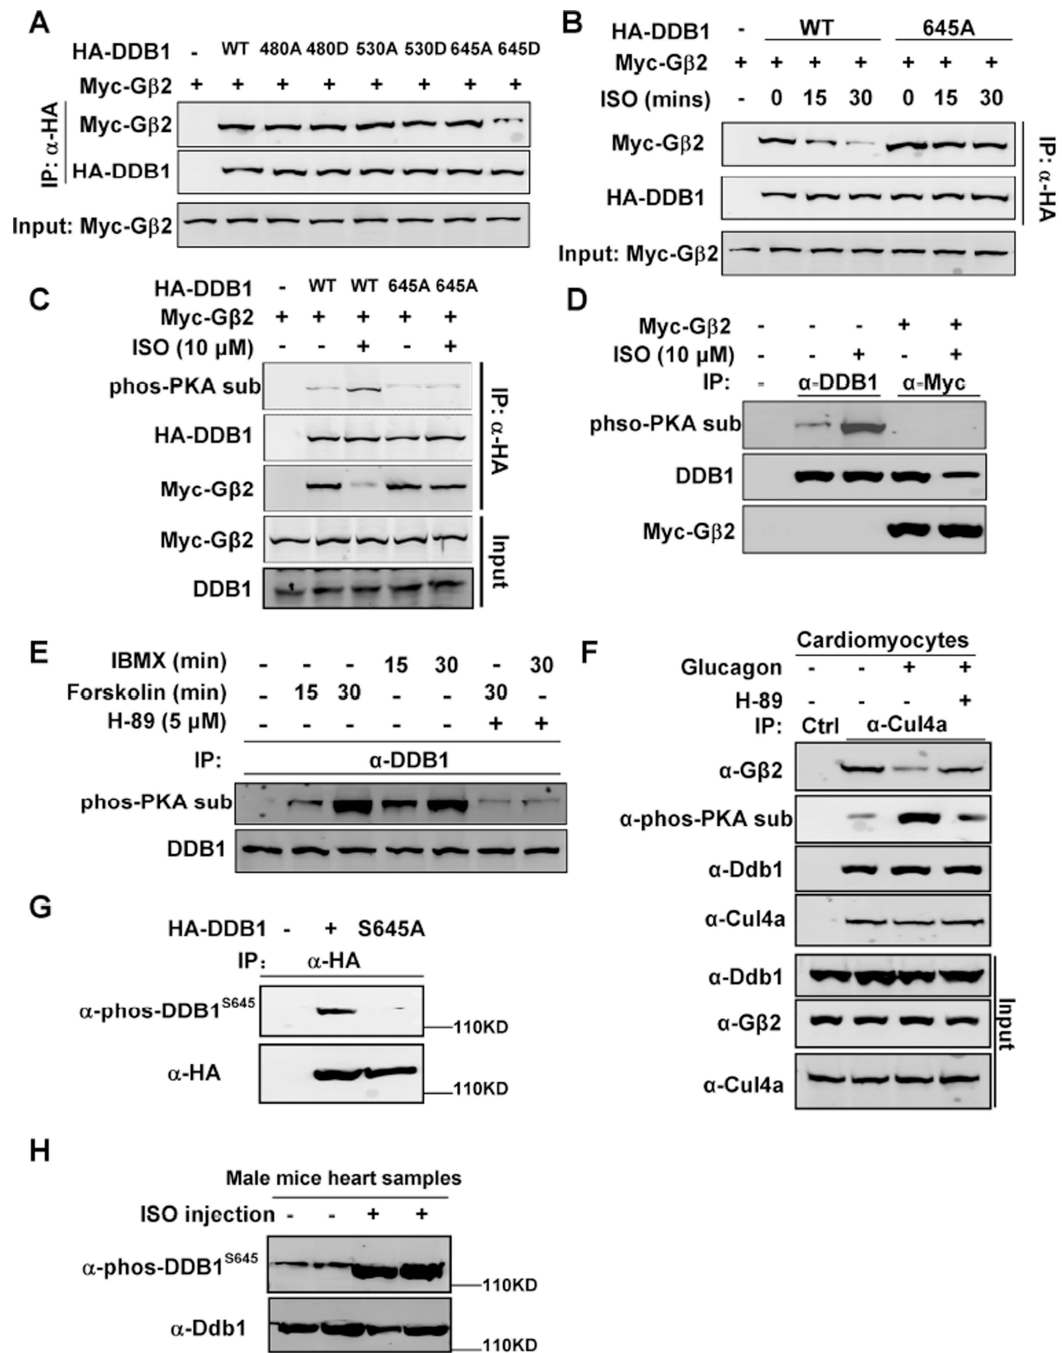 A
HA-DDB1 - WT 480A 480D 530A 530D 645A 645D
Myc-Gβ2 + + + + + + + +
IP: α-HA
Myc-Gβ2
HA-DDB1
Input: Myc-Gβ2
B
HA-DDB1 - WT 645A
Myc-Gβ2 + + + + + + +
ISO (mins) - 0 15 30 0 15 30
Myc-Gβ2
HA-DDB1
IP: α-HA
Input: Myc-Gβ2
C
HA-DDB1 - WT WT 645A 645A
Myc-Gβ2 + + + + +
ISO (10 μM) - - + - +
phos-PKA sub
HA-DDB1
Myc-Gβ2
IP: α-HA
Myc-Gβ2
DDB1
Input
D
Myc-Gβ2 - - - + +
ISO (10 μM) - - + - +
IP: - α-DDB1 α-Myc
phso-PKA sub
DDB1
Myc-Gβ2
E
IBMX (min) - - - 15 30 - 30
Forskolin (min) - 15 30 - - 30 -
H-89 (5 μM) - - - - - + +
IP: α-DDB1
phos-PKA sub
DDB1
F
Cardiomyocytes
Glucagon - - + +
H-89 - - - +
IP: Ctrl α-Cul4a
α-Gβ2
α-phos-PKA sub
α-Ddb1
α-Cul4a
α-Ddb1
α-Gβ2
α-Cul4a
Input
G
HA-DDB1 - + S645A
IP: α-HA
α-phos-DDB1S645
110KD
α-HA
110KD
H
Male mice heart samples
ISO injection - - + +
α-phos-DDB1S645
110KD
α-Ddb1
110KD